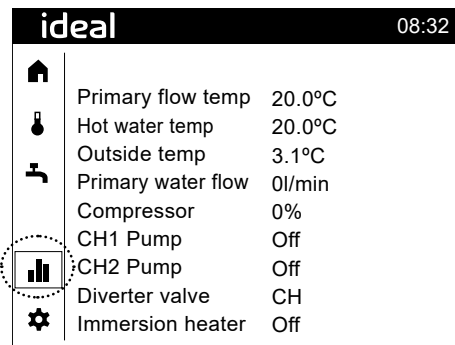 ideal 08:32
Primary flow temp 20.0ºC
Hot water temp 20.0ºC
Outside temp 3.1ºC
Primary water flow 0l/min
Compressor 0%
CH1 Pump Off
CH2 Pump Off
Diverter valve CH
Immersion heater Off